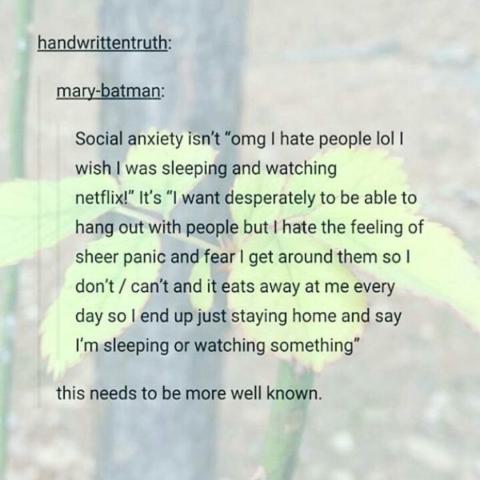 handwrittentruth:
mary-batman:
Social anxiety isn't “omg I hate people lol I
wish I was sleeping and watching
netflix!” It's “I want desperately to be able to
hang out with people but I hate the feeling of
sheer panic and fear I get around them so I
don't / can't and it eats away at me every
day so I end up just staying home and say
I'm sleeping or watching something”
this needs to be more well known.